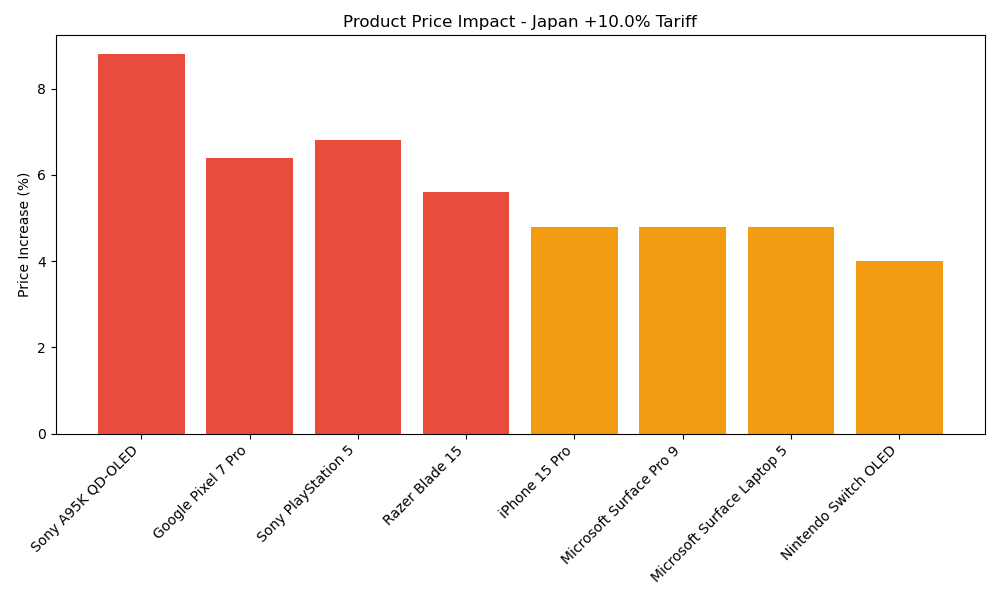 Product Price Impact - Japan +10.0% Tariff
Price Increase (%)
8
6
4
2
0
Sony A95K QD-OLED
Google Pixel 7 Pro
Sony PlayStation 5
Razer Blade 15
iPhone 15 Pro
Microsoft Surface Pro 9
Microsoft Surface Laptop 5
Nintendo Switch OLED